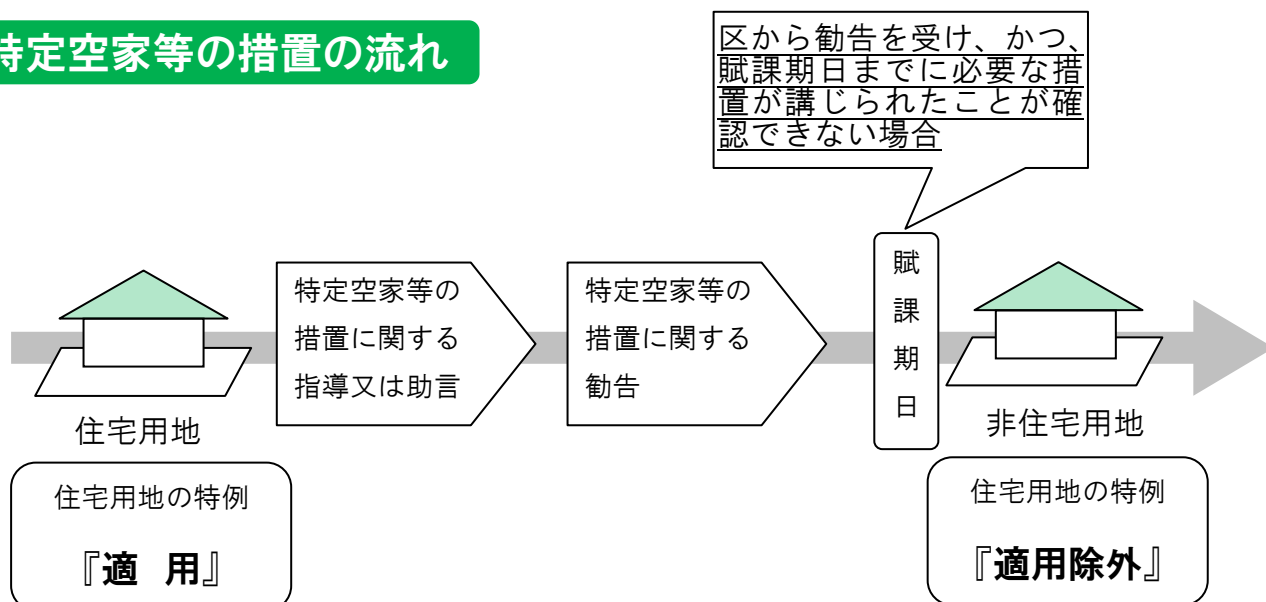 特定空家等の措置の流れ
区から勧告を受け、かつ、
賦課期日までに必要な措
置が講じられたことが確
認できない場合
特定空家等の
措置に関する
指導又は助言
特定空家等の
措置に関する
勧告
賦課期日
住宅用地
非住宅用地
住宅用地の特例
『適 用』
住宅用地の特例
『適用除外』